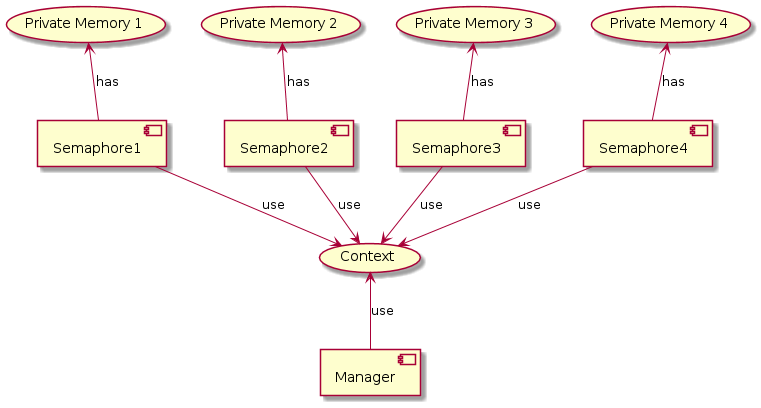 Private Memory 1
Private Memory 2
Private Memory 3
Private Memory 4
has
has
has
has
Semaphore1
Semaphore2
Semaphore3
Semaphore4
use
use
use
use
Context
use
Manager